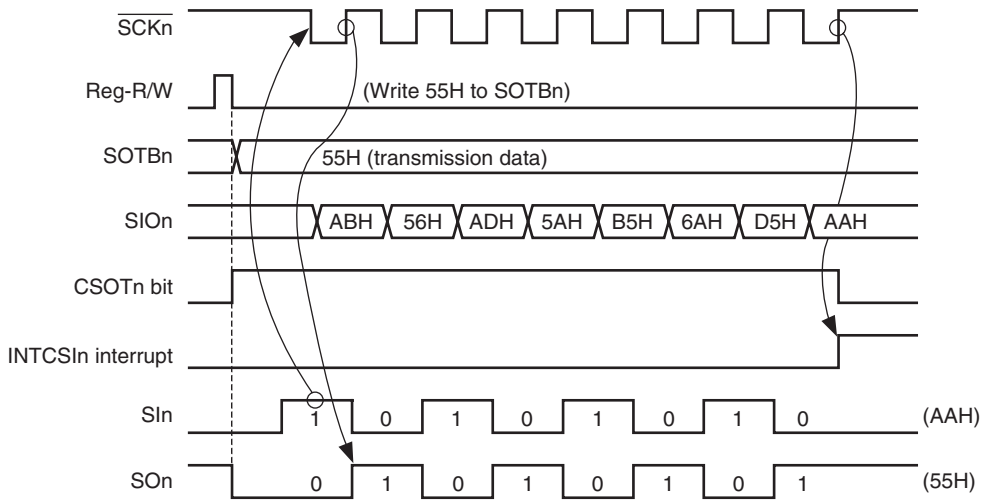 SCKn
Reg-R/W (Write 55H to SOTBn)
SOTBn 55H (transmission data)
SIOn ABH 56H ADH 5AH B5H 6AH D5H AAH
CSOTn bit
INTCSIn interrupt
SIn 1 0 1 0 1 0 1 0 (AAH)
SOn 0 1 0 1 0 1 0 1 (55H)